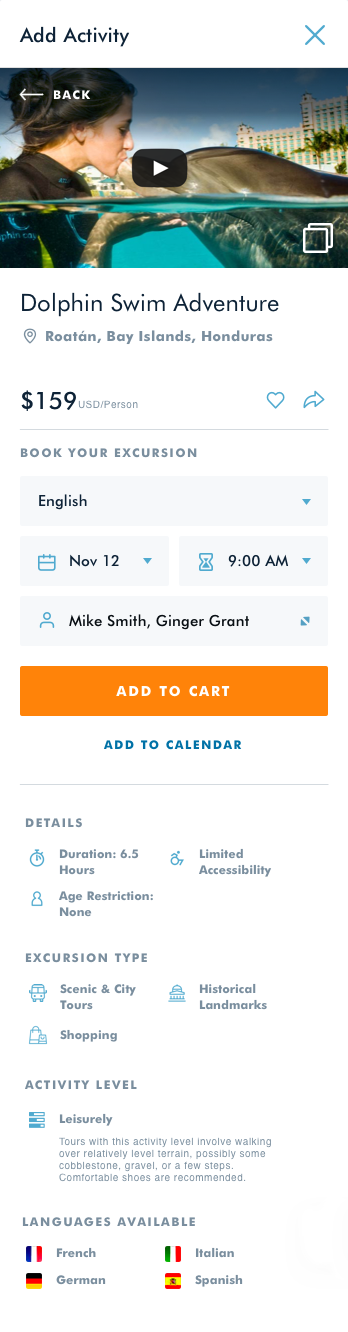 Add Activity
BACK
Dolphin Swim Adventure
Roatán, Bay Islands, Honduras
$159 USD/Person
BOOK YOUR EXCURSION
English
Nov 12
9:00 AM
Mike Smith, Ginger Grant
ADD TO CART
ADD TO CALENDAR
DETAILS
Duration: 6.5
Hours
Limited
Accessibility
Age Restriction:
None
EXCURSION TYPE
Scenic & City
Tours
Historical
Landmarks
Shopping
ACTIVITY LEVEL
Leisurely
Tours with this activity level involve walking
over relatively level terrain, possibly some
cobblestone, gravel, or a few steps.
Comfortable shoes are recommended.
LANGUAGES AVAILABLE
French
Italian
German
Spanish